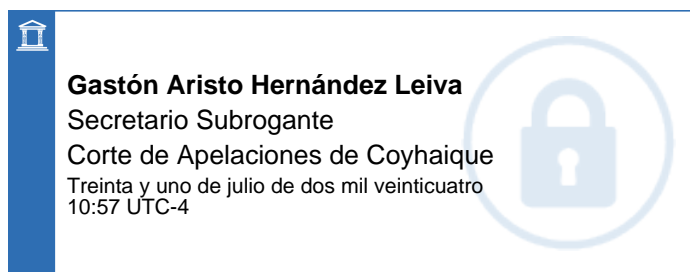 Gastón Aristo Hernández Leiva
Secretario Subrogante
Corte de Apelaciones de Coyhaique
Treinta y uno de julio de dos mil veinticuatro
10:57 UTC-4